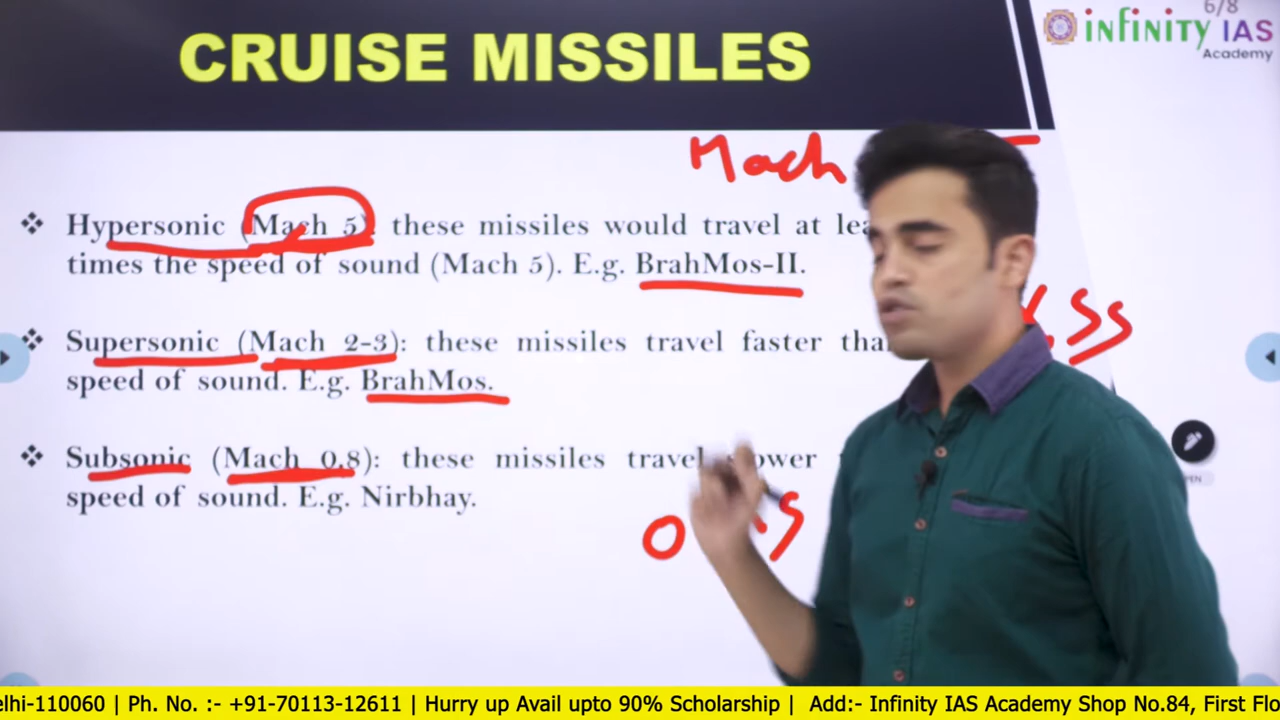 6/8
infinity IAS
Academy
CRUISE MISSILES
Mach
Hypersonic (Mach 5): these missiles would travel at
times the speed of sound (Mach 5). E.g. BrahMos-II.
Supersonic (Mach 2-3): these missiles travel faster
speed of sound. E.g. BrahMos.
SS
Subsonic (Mach 0.8): these missiles travel
speed of sound. E.g. Nirbhay.
0 S
PEN
elhi-110060 | Ph. No. :- +91-70113-12611 | Hurry up Avail upto 90% Scholarship | Add:- Infinity IAS Academy Shop No.84, First Flo